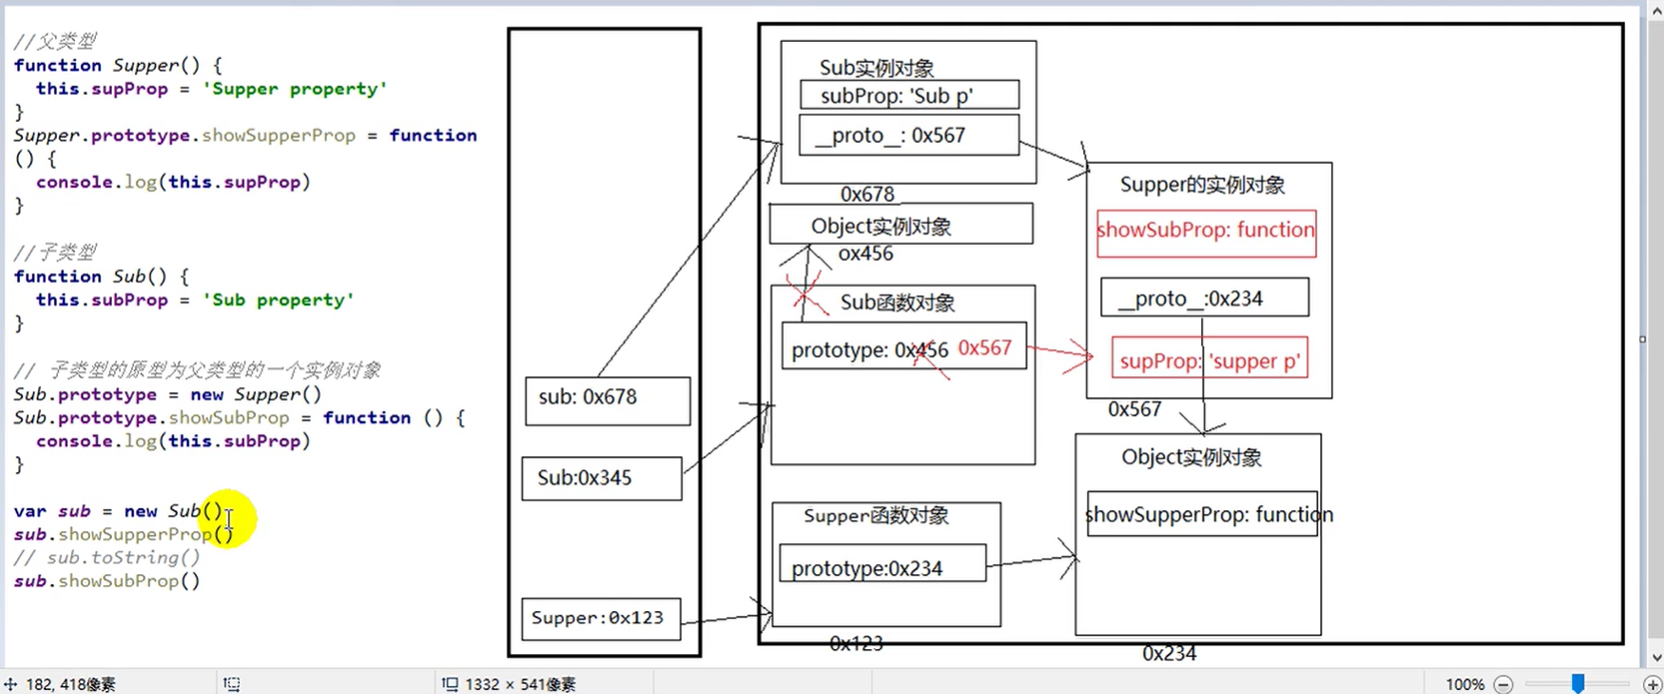 //父类型
function Supper() {
this.supProp = 'Supper property'
}
Supper.prototype.showSupperProp = function
() {
console.log(this.supProp)
}
//子类型
function Sub() {
this.subProp = 'Sub property'
}
// 子类型的原型为父类型的一个实例对象
Sub.prototype = new Supper()
Sub.prototype.showSubProp = function () {
console.log(this.subProp)
}
var sub = new Sub()
sub.showSupperProp()
// sub.toString()
sub.showSubProp()
sub: 0x678
Sub:0x345
Supper:0x123
Sub实例对象
subProp: 'Sub p'
__proto__: 0x567
0x678
Object实例对象
ox456
Sub函数对象
prototype: 0x456 0x567
Supper函数对象
prototype:0x234
0x123
Supper的实例对象
showSubProp: function
__proto__:0x234
supProp: 'supper p'
0x567
Object实例对象
showSupperProp: function
0x234
182, 418像素
1332 × 541像素
100%